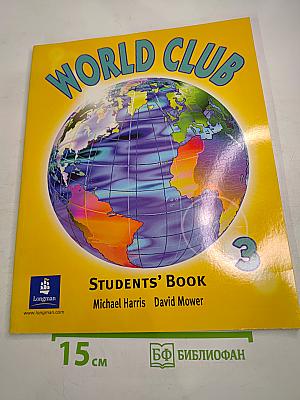 WORLD CLUB
3
STUDENTS' BOOK
Michael Harris David Mower
Longman
www.longman.com
15 см
БФ БИБЛИОФАН